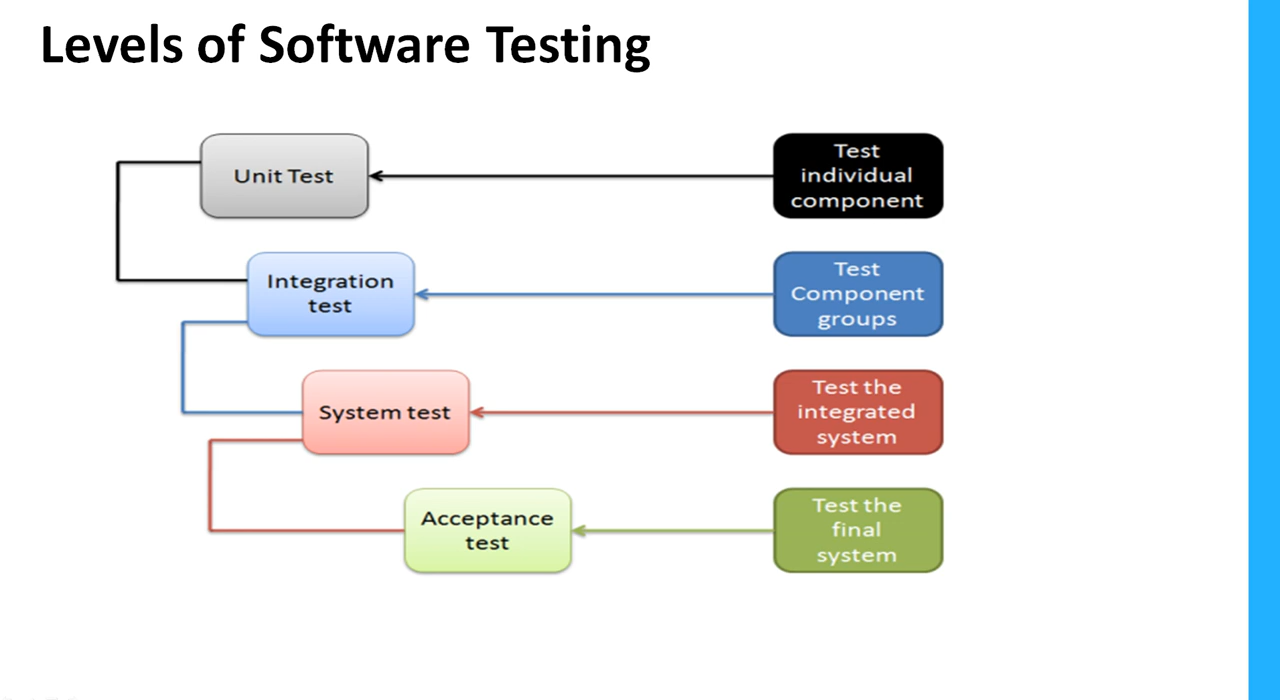 Levels of Software Testing
Unit Test
Test
individual
component
Integration
test
Test
Component
groups
System test
Test the
integrated
system
Acceptance
test
Test the
final
system